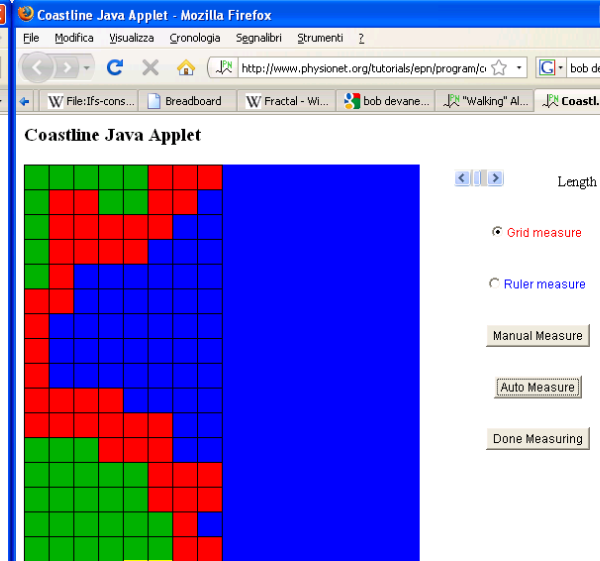 Coastline Java Applet - Mozilla Firefox
File Modifica Visualizza Cronologia Segnalibri Strumenti ?
http://www.physionet.org/tutorials/epn/program/c G bob de
W File:Ifs-cons... Breadboard W Fractal - Wi... bob devane... "Walking" Al... Coastl.
Coastline Java Applet
Length
Grid measure
Ruler measure
Manual Measure
Auto Measure
Done Measuring